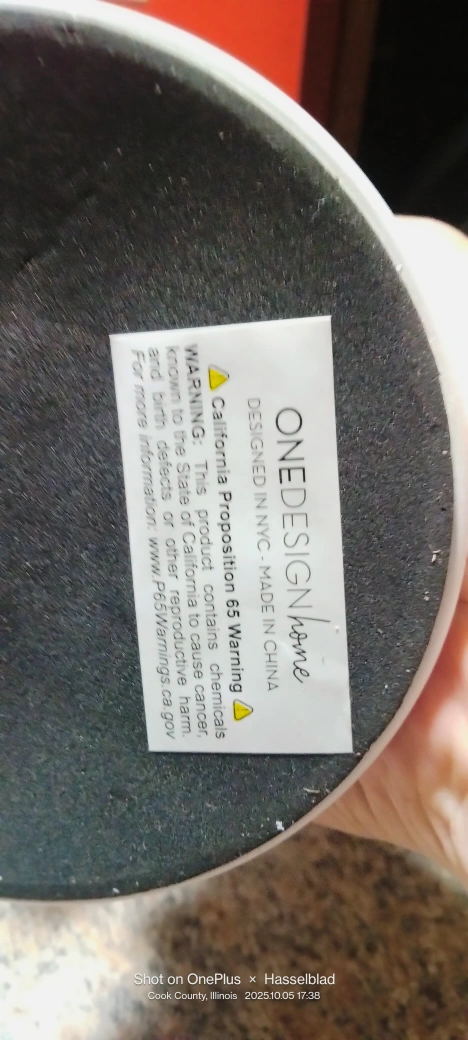 ONEDESIGNhome
DESIGNED IN NYC - MADE IN CHINA
⚠ California Proposition 65 Warning ⚠
WARNING: This product contains chemicals
known to the State of California to cause cancer,
and birth defects or other reproductive harm.
For more information: www.P65Warnings.ca.gov
Shot on OnePlus × Hasselblad
Cook County, Illinois 2025.10.05 17:38